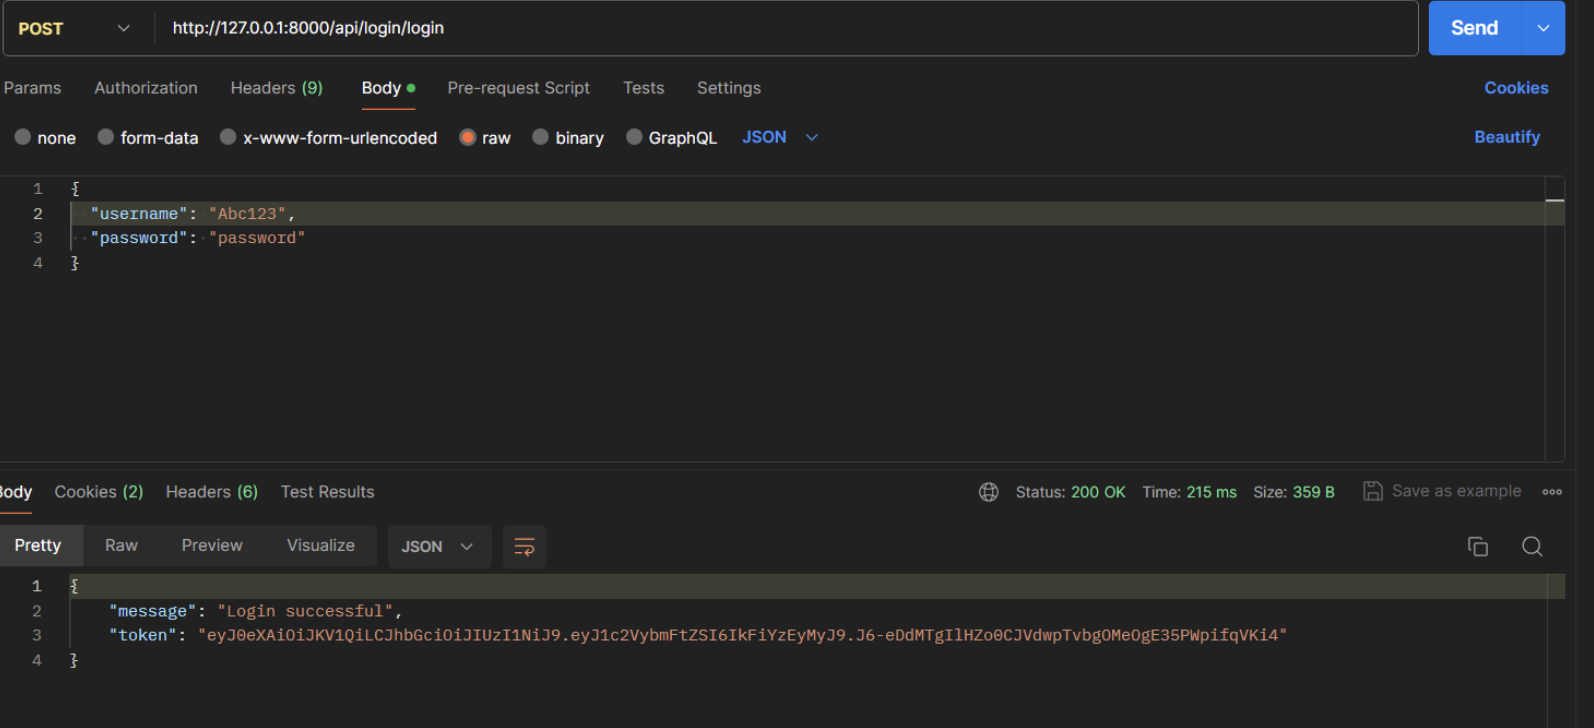 POST http://127.0.0.1:8000/api/login/login Send
Params Authorization Headers (9) Body Pre-request Script Tests Settings Cookies
none form-data x-www-form-urlencoded raw binary GraphQL JSON Beautify
1 {
2 "username": "Abc123",
3 "password": "password"
4 }
Body Cookies (2) Headers (6) Test Results Status: 200 OK Time: 215 ms Size: 359 B Save as example
Pretty Raw Preview Visualize JSON
1 {
2 "message": "Login successful",
3 "token": "eyJ0eXAiOiJKV1QiLCJhbGciOiJIUzI1NiJ9.eyJ1c2VybmFtZSI6IkFiYzEyMyJ9.J6-eDdMTgIlHZo0CJVdwpTvbgOMeOgE35PWpifqVKi4"
4 }